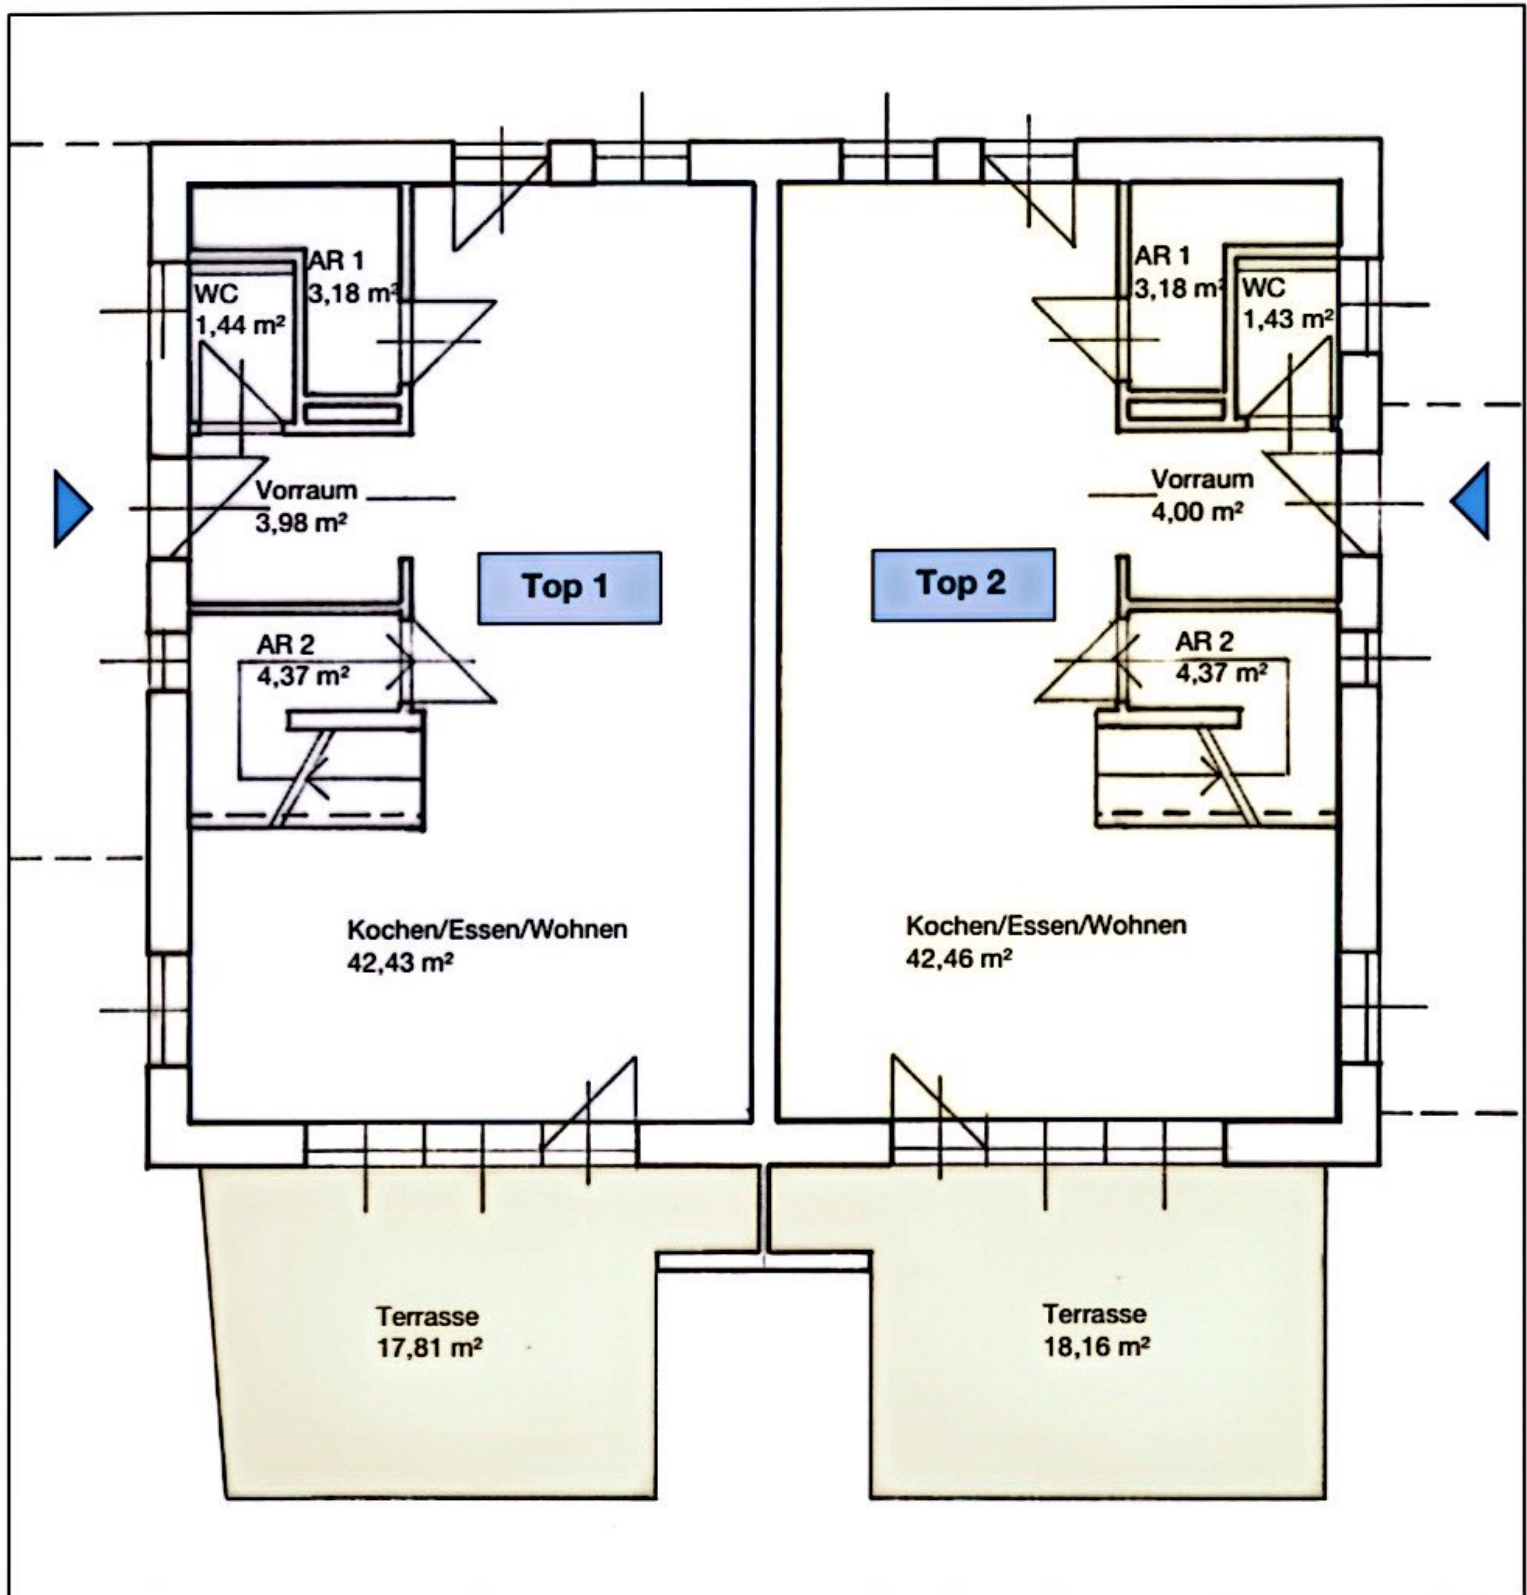 AR 1
3,18 m²
WC
1,44 m²
Vorraum
3,98 m²
Top 1
AR 2
4,37 m²
Kochen/Essen/Wohnen
42,43 m²
Terrasse
17,81 m²
AR 1
3,18 m²
WC
1,43 m²
Vorraum
4,00 m²
Top 2
AR 2
4,37 m²
Kochen/Essen/Wohnen
42,46 m²
Terrasse
18,16 m²